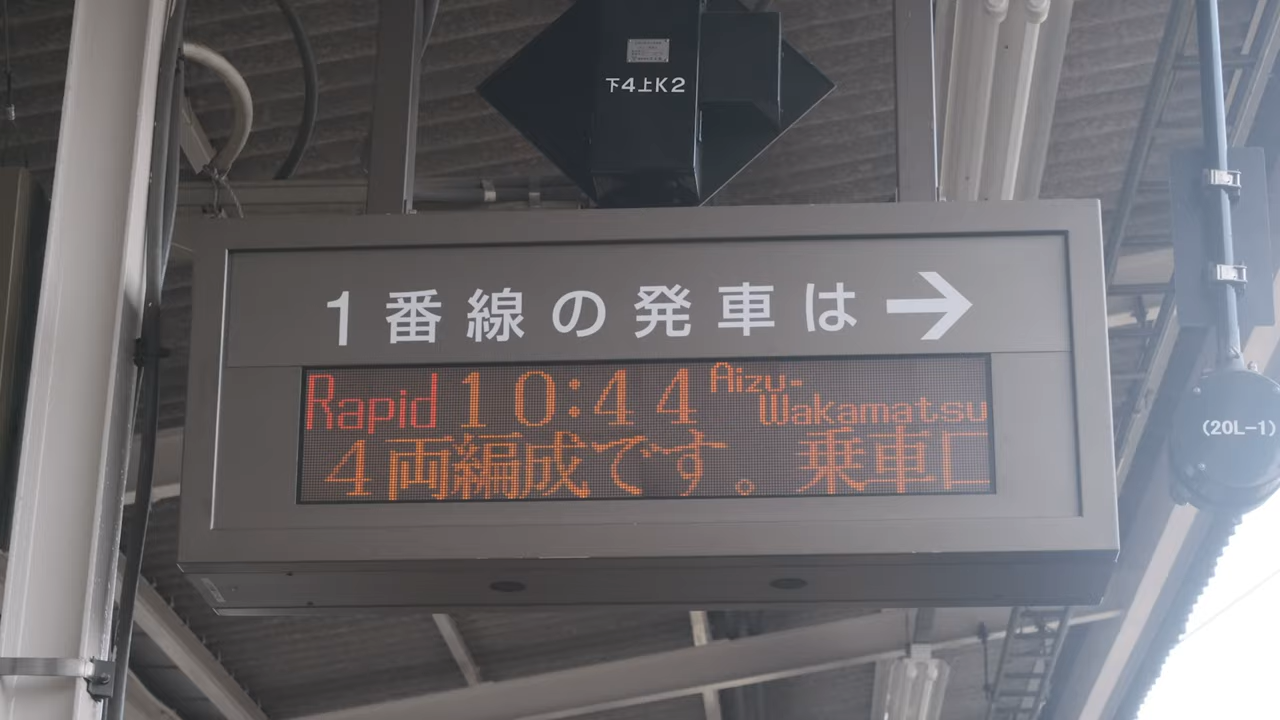 下4上K2
1番線の発車は→
Rapid 10:44 Aizu-
Wakamatsu
4両編成です。乗車口
(20L-1)